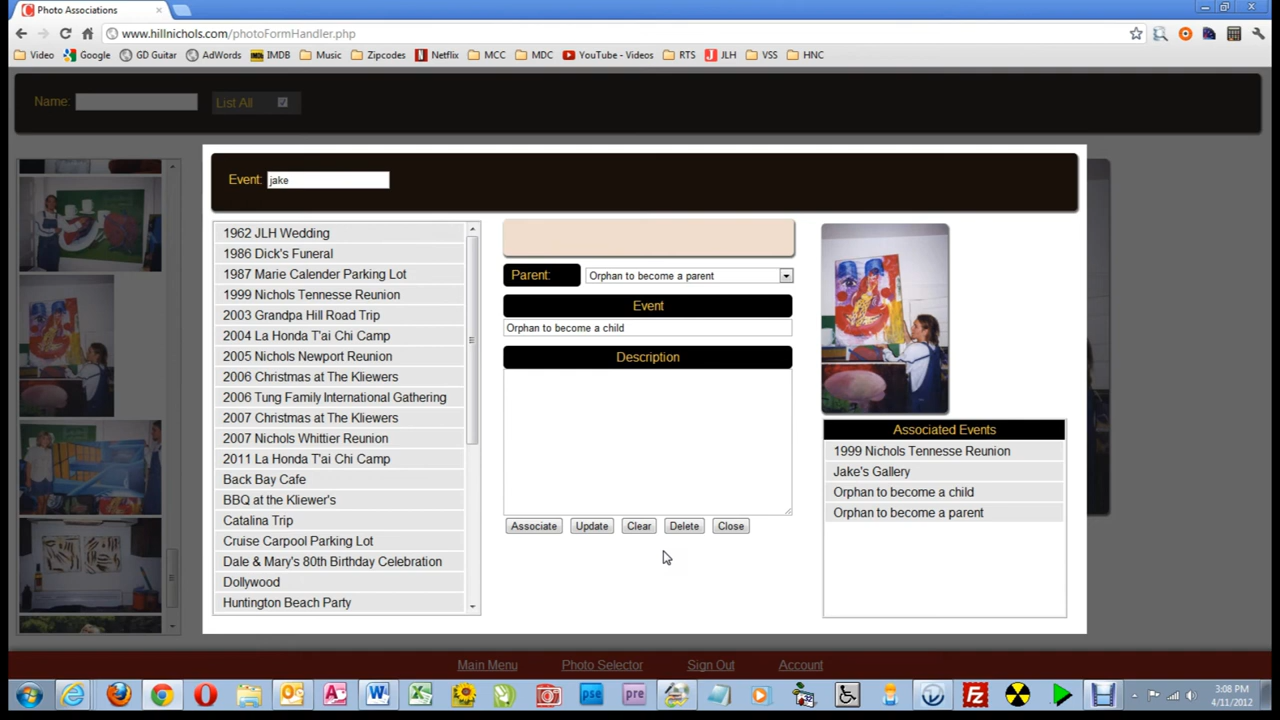 Photo Associations
www.hillnichols.com/photoFormHandler.php
Video Google GD Guitar AdWords IMDB Music Zipcodes Netflix MCC MDC YouTube - Videos RTS JLH VSS HNC
Name: List All
Event: jake
1962 JLH Wedding
1986 Dick's Funeral
1987 Marie Calender Parking Lot
1999 Nichols Tennesse Reunion
2003 Grandpa Hill Road Trip
2004 La Honda T'ai Chi Camp
2005 Nichols Newport Reunion
2006 Christmas at The Kliewers
2006 Tung Family International Gathering
2007 Christmas at The Kliewers
2007 Nichols Whittier Reunion
2011 La Honda T'ai Chi Camp
Back Bay Cafe
BBQ at the Kliewer's
Catalina Trip
Cruise Carpool Parking Lot
Dale & Mary's 80th Birthday Celebration
Dollywood
Huntington Beach Party
Parent: Orphan to become a parent
Event
Orphan to become a child
Description
Associate Update Clear Delete Close
Associated Events
1999 Nichols Tennesse Reunion
Jake's Gallery
Orphan to become a child
Orphan to become a parent
Main Menu Photo Selector Sign Out Account
pse pre
3:08 PM
4/11/2012